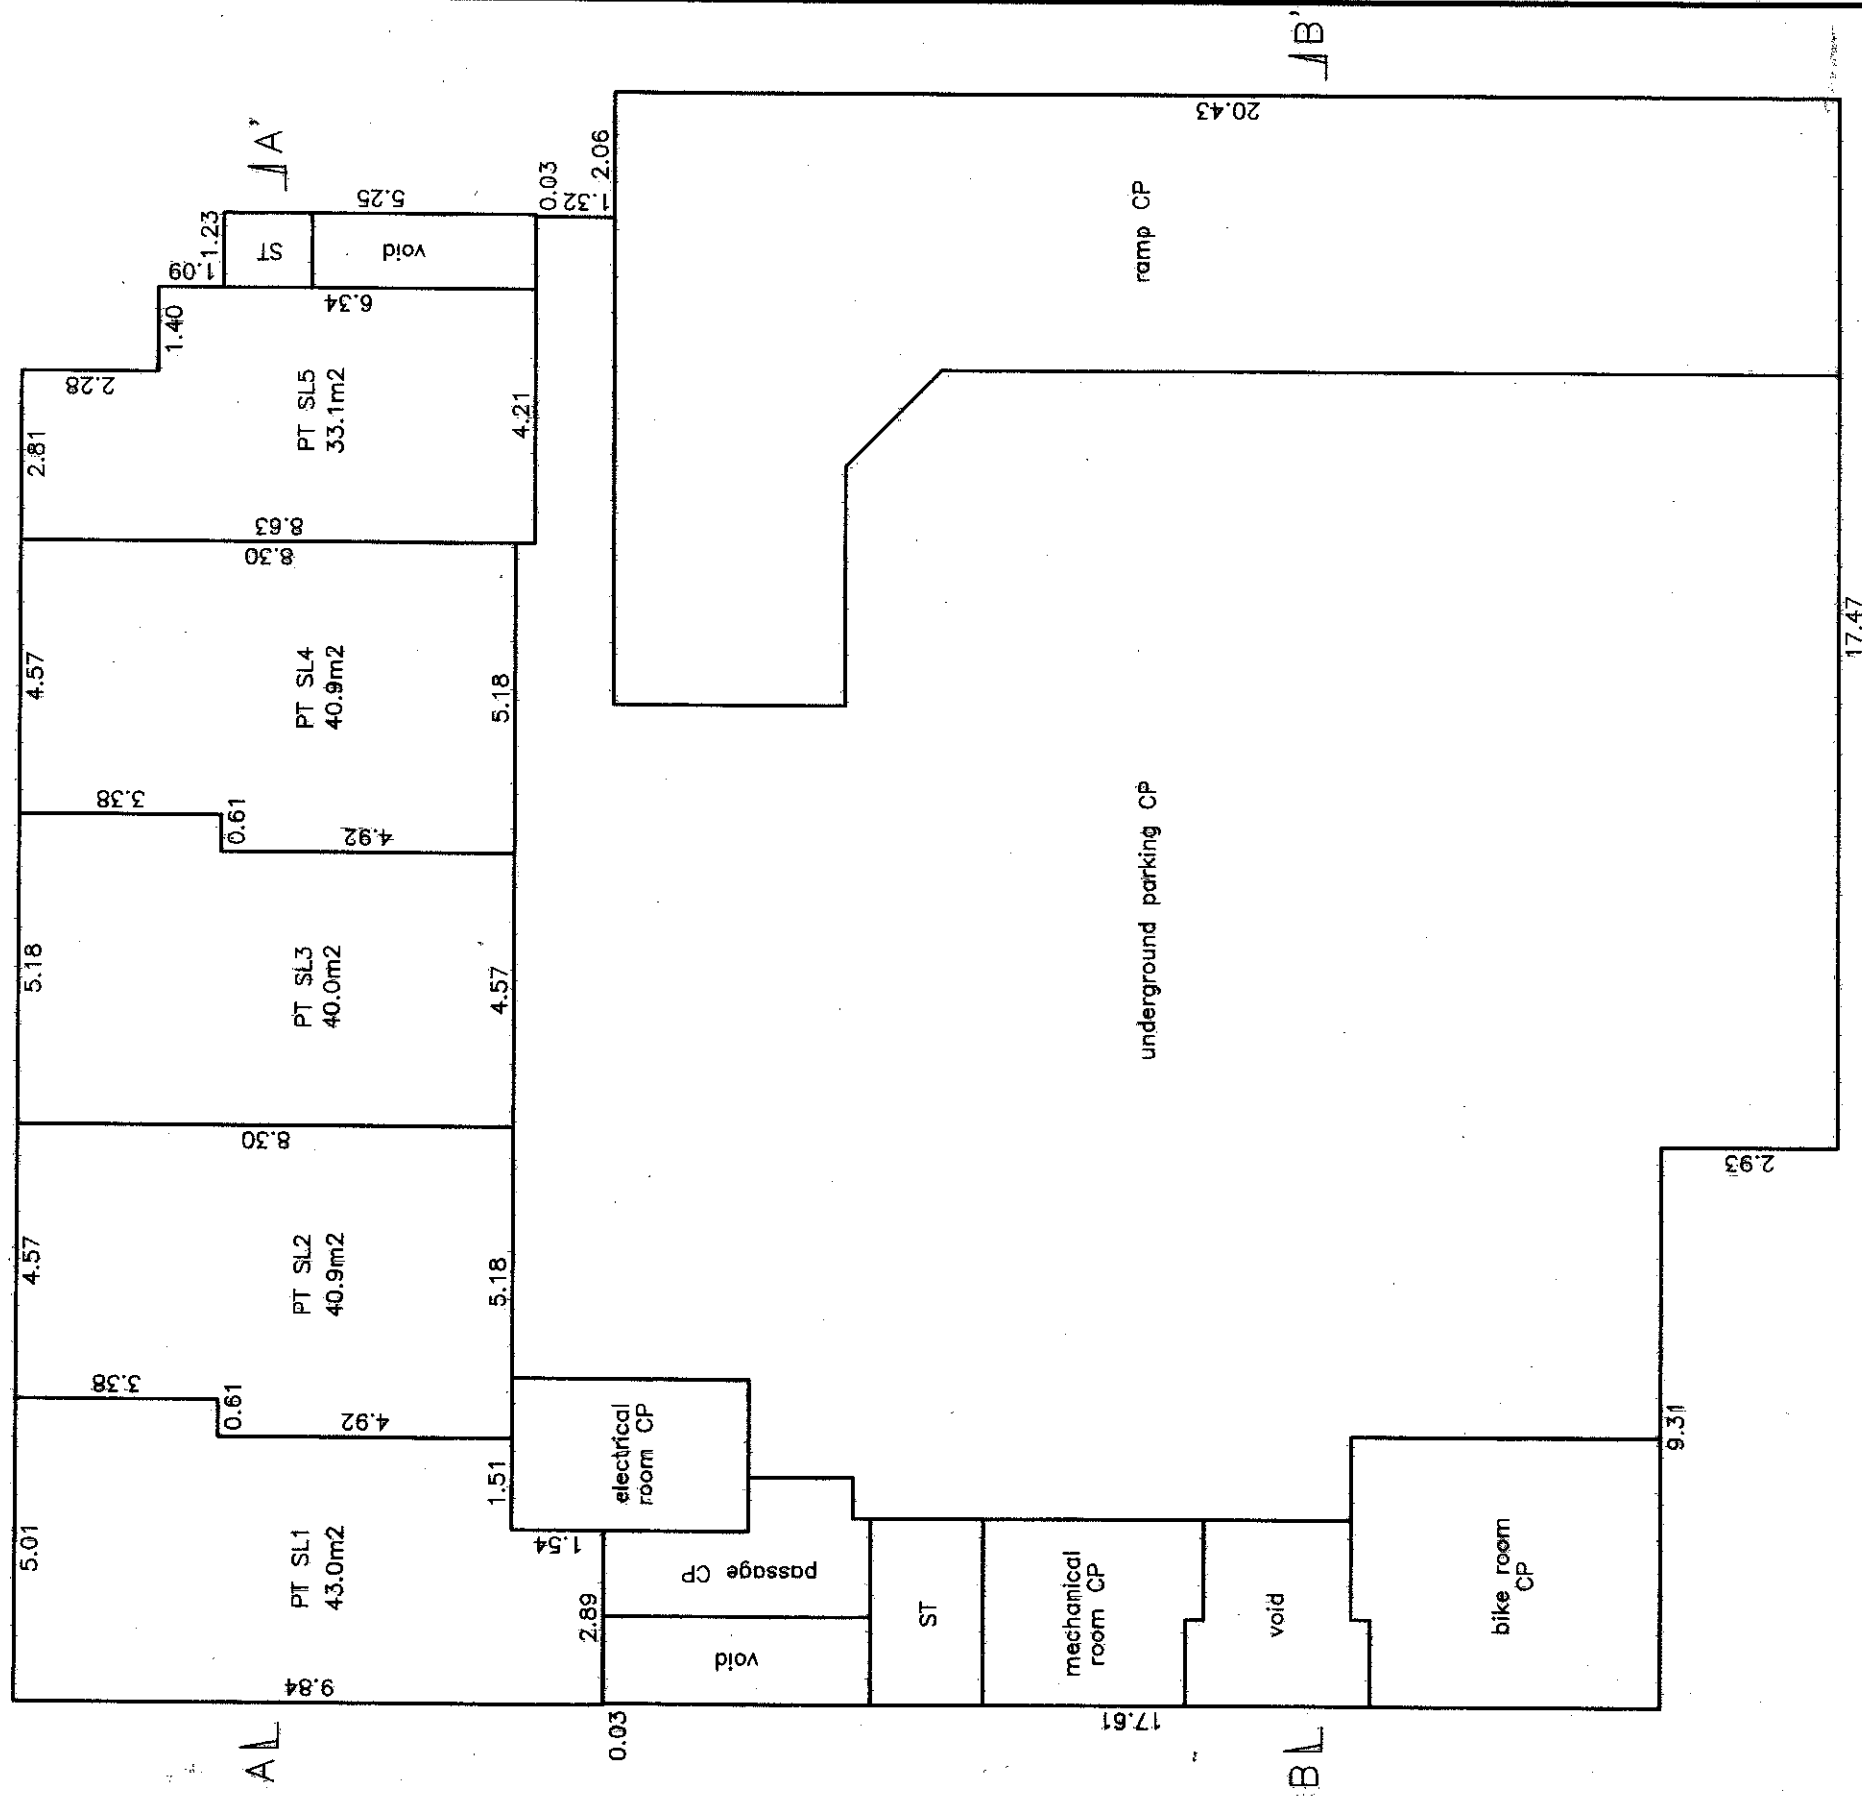 5.01
4.57
5.18
4.57
2.81
9.84
PT SL1
43.0m2
3.38
0.61
4.92
PT SL2
40.9m2
8.30
PT SL3
40.0m2
3.38
0.61
4.92
PT SL4
40.9m2
8.30
8.63
PT SL5
33.1m2
2.28
1.40
1.09
1.23
6.34
ST
void
5.25
A
A'
2.89
1.54
1.51
5.18
4.57
5.18
4.21
0.03
1.32
2.06
0.03
void
passage CP
electrical
room CP
ST
mechanical
room CP
void
bike room
CP
17.61
underground parking CP
ramp CP
20.43
B
B'
9.31
2.93
17.47